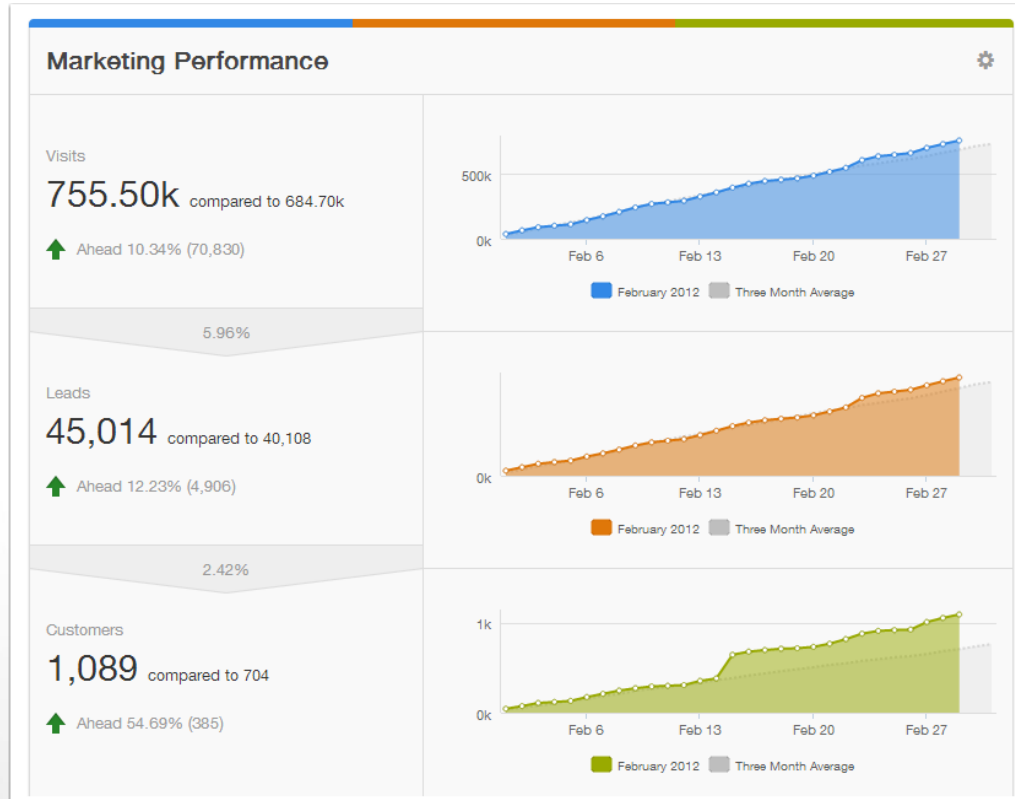 Marketing Performance
Visits
755.50k compared to 684.70k
Ahead 10.34% (70,830)
500k
0k
Feb 6 Feb 13 Feb 20 Feb 27
February 2012 Three Month Average
5.96%
Leads
45,014 compared to 40,108
Ahead 12.23% (4,906)
0k
Feb 6 Feb 13 Feb 20 Feb 27
February 2012 Three Month Average
2.42%
Customers
1,089 compared to 704
Ahead 54.69% (385)
1k
0k
Feb 6 Feb 13 Feb 20 Feb 27
February 2012 Three Month Average